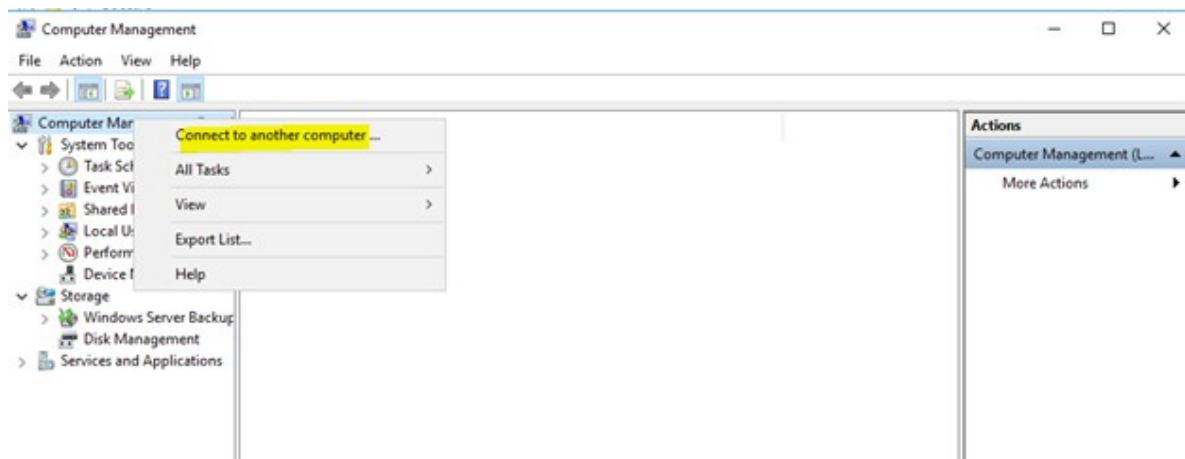 Computer Management
File Action View Help
Computer Mar
Connect to another computer ...
System Too
Task Sch
All Tasks
Event Vi
Shared
View
Local Us
Export List...
Perform
Device
Help
Storage
Windows Server Backup
Disk Management
Services and Applications
Actions
Computer Management (L...
More Actions